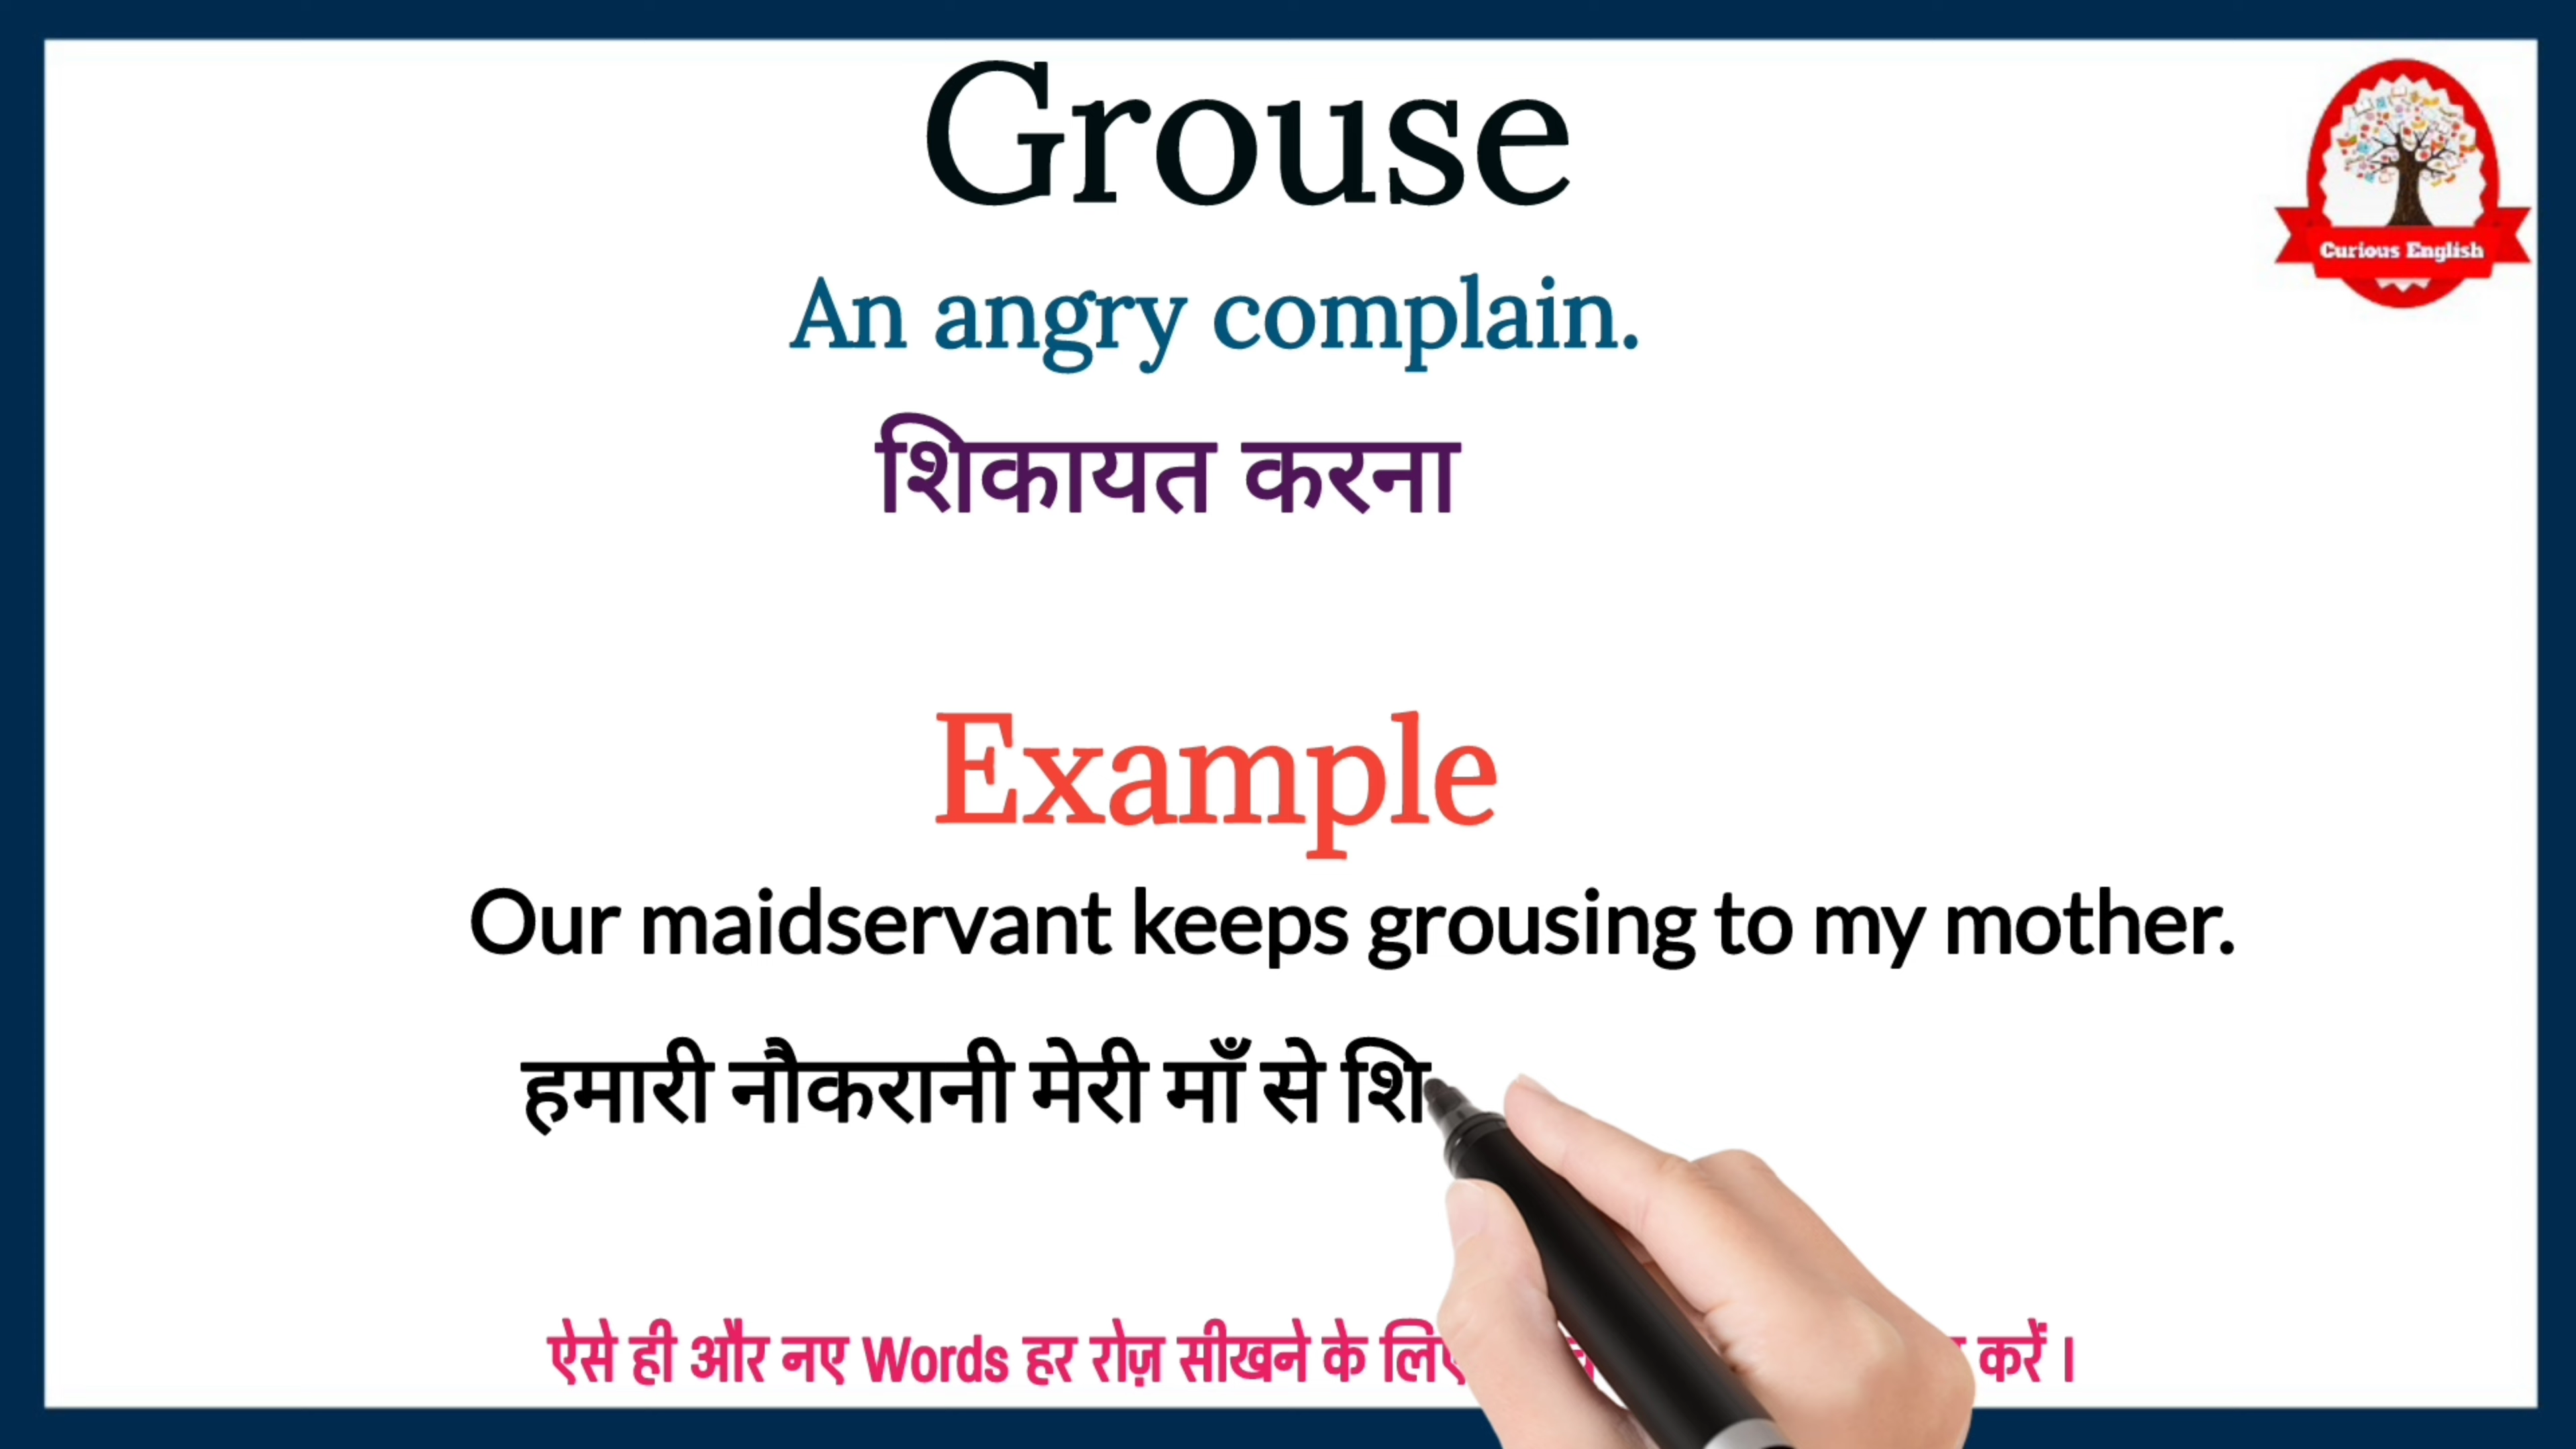 Grouse
Curious English
An angry complain.
शिकायत करना
Example
Our maidservant keeps grousing to my mother.
हमारी नौकरानी मेरी माँ से शि
ऐसे ही और नए Words हर रोज़ सीखने के करें ।